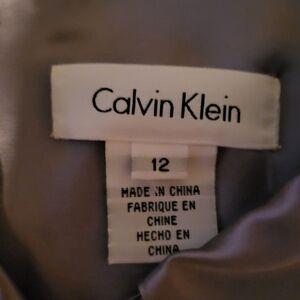 Calvin Klein
12
MADE IN CHINA
FABRIQUE EN
CHINE
HECHO EN
CHINA